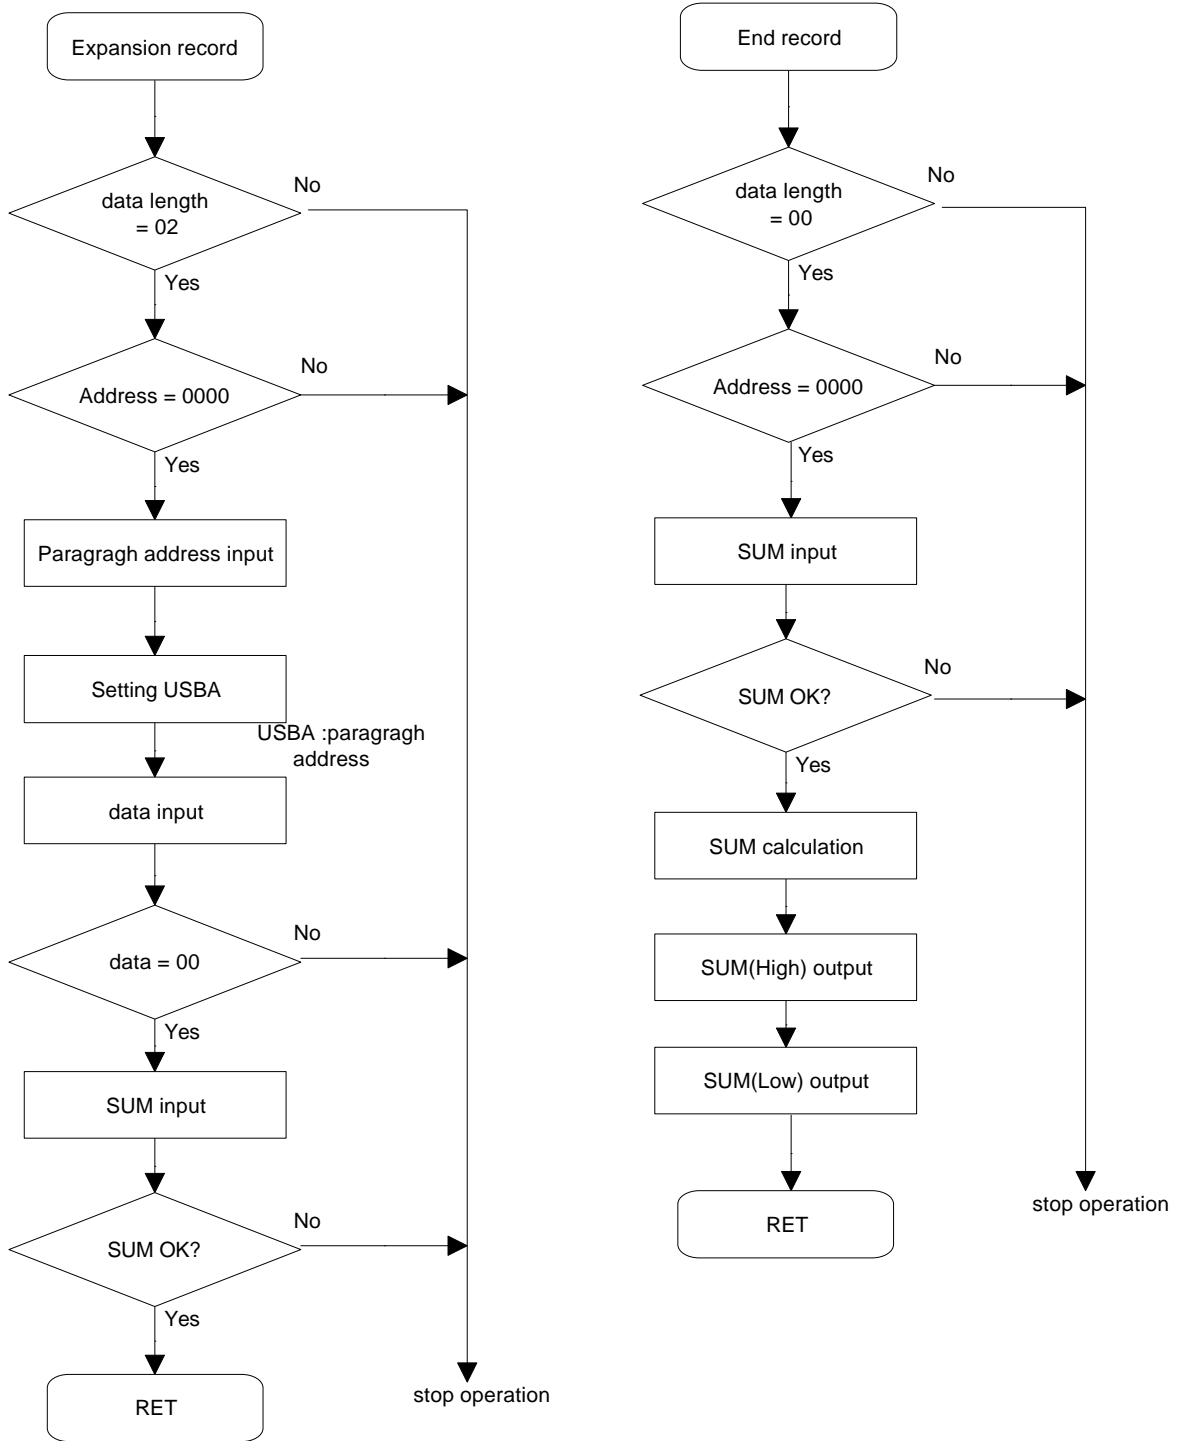 Expansion record
data length
= 02
No
Yes
Address = 0000
No
Yes
Paragragh address input
Setting USBA
USBA :paragragh
address
data input
data = 00
No
Yes
SUM input
SUM OK?
No
Yes
RET
stop operation
End record
data length
= 00
No
Yes
Address = 0000
No
Yes
SUM input
SUM OK?
No
Yes
SUM calculation
SUM(High) output
SUM(Low) output
RET
stop operation